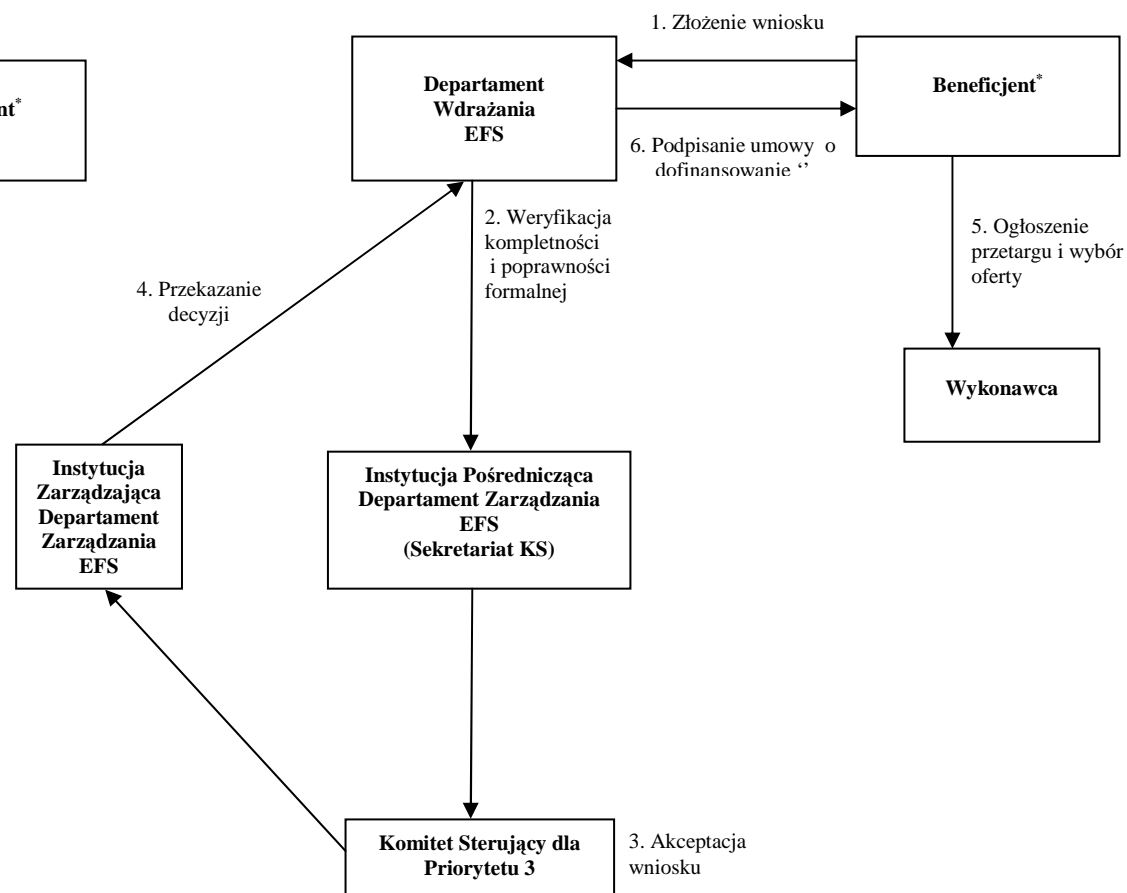 1. Złożenie wniosku
nt*
Departament
Wdrażania
EFS
Beneficjent*
6. Podpisanie umowy o
dofinansowanie ‘’
2. Weryfikacja
kompletności
i poprawności
formalnej
5. Ogłoszenie
przetargu i wybór
oferty
4. Przekazanie
decyzji
Wykonawca
Instytucja
Zarządzająca
Departament
Zarządzania
EFS
Instytucja Pośrednicząca
Departament Zarządzania
EFS
(Sekretariat KS)
Komitet Sterujący dla
Priorytetu 3
3. Akceptacja
wniosku